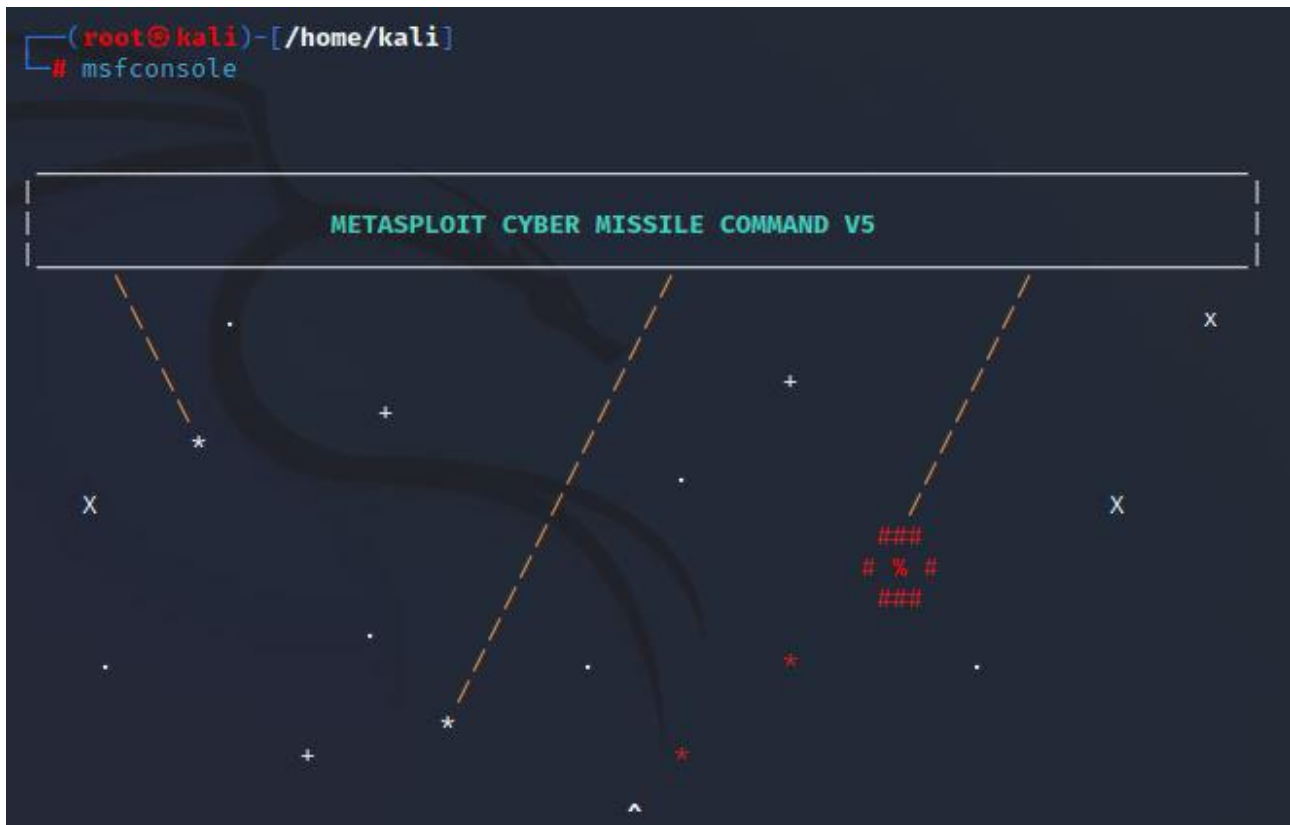 ┌──(root㉿kali)-[/home/kali]
└─# msfconsole
METASPLOIT CYBER MISSILE COMMAND V5
\ / /
\ . / / x
\ / /
\ / + /
\ + / /
* / /
/ . /
X / / X
/ ###
/ # % #
/ ###
. /
. / . * .
/
*
+ *
^